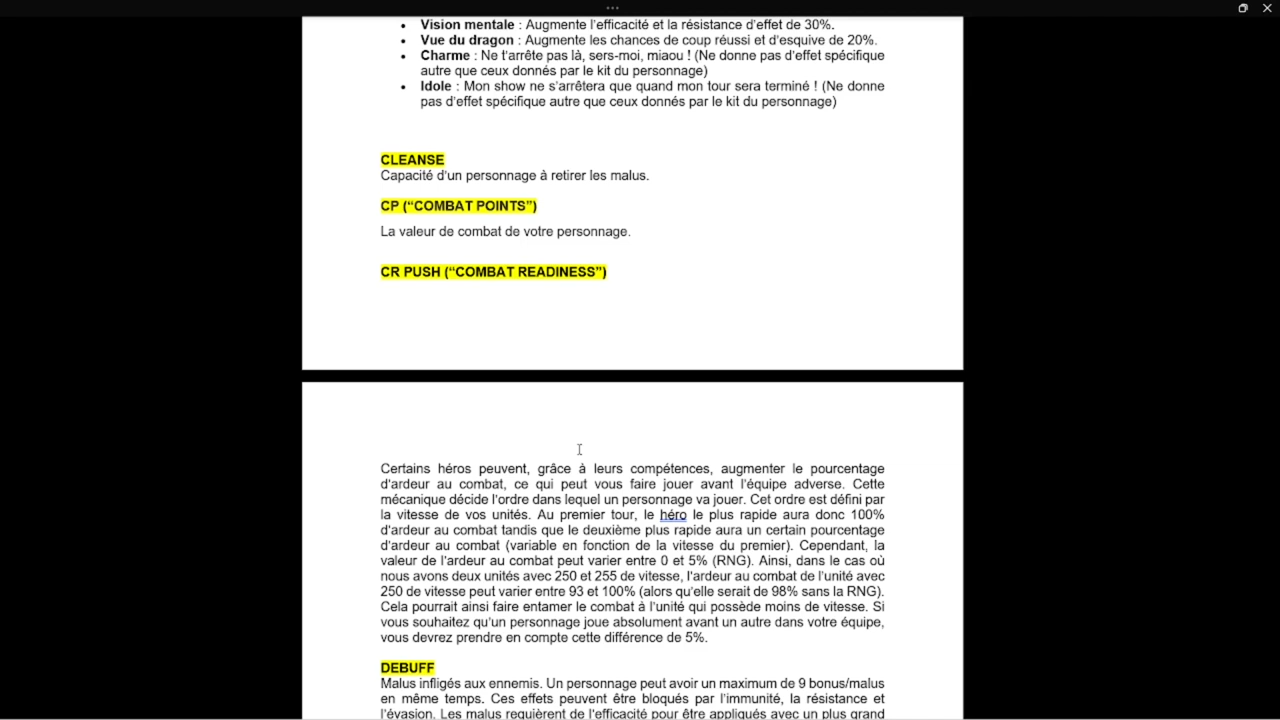 Vision mentale : Augmente l'efficacité et la résistance d'effet de 30%.
Vue du dragon : Augmente les chances de coup réussi et d'esquive de 20%.
Charme : Ne t'arrête pas là, sers-moi, miaou ! (Ne donne pas d'effet spécifique
autre que ceux donnés par le kit du personnage)
Idole : Mon show ne s'arrêtera que quand mon tour sera terminé ! (Ne donne
pas d'effet spécifique autre que ceux donnés par le kit du personnage)
CLEANSE
Capacité d'un personnage à retirer les malus.
CP ("COMBAT POINTS")
La valeur de combat de votre personnage.
CR PUSH ("COMBAT READINESS")
Certains héros peuvent, grâce à leurs compétences, augmenter le pourcentage
d'ardeur au combat, ce qui peut vous faire jouer avant l'équipe adverse. Cette
mécanique décide l'ordre dans lequel un personnage va jouer. Cet ordre est défini par
la vitesse de vos unités. Au premier tour, le héro le plus rapide aura donc 100%
d'ardeur au combat tandis que le deuxième plus rapide aura un certain pourcentage
d'ardeur au combat (variable en fonction de la vitesse du premier). Cependant, la
valeur de l'ardeur au combat peut varier entre 0 et 5% (RNG). Ainsi, dans le cas où
nous avons deux unités avec 250 et 255 de vitesse, l'ardeur au combat de l'unité avec
250 de vitesse peut varier entre 93 et 100% (alors qu'elle serait de 98% sans la RNG).
Cela pourrait ainsi faire entamer le combat à l'unité qui possède moins de vitesse. Si
vous souhaitez qu'un personnage joue absolument avant un autre dans votre équipe,
vous devrez prendre en compte cette différence de 5%.
DEBUFF
Malus infligés aux ennemis. Un personnage peut avoir un maximum de 9 bonus/malus
en même temps. Ces effets peuvent être bloqués par l'immunité, la résistance et
l'évasion. Les malus requièrent de l'efficacité pour être appliqués avec un plus grand